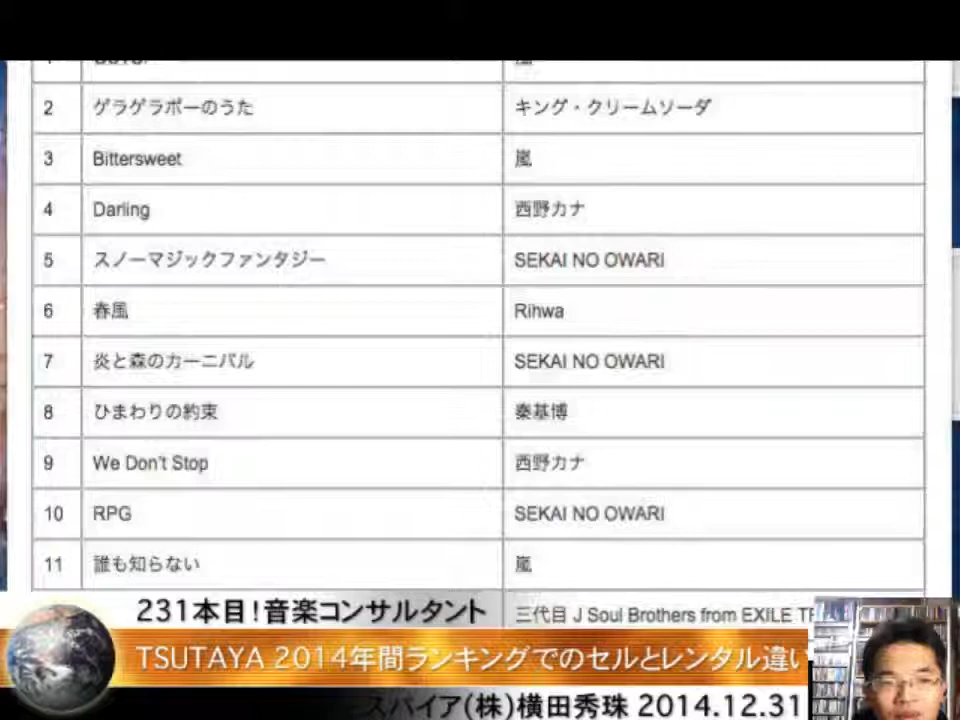 2 ゲラゲラポーのうた キング・クリームソーダ
3 Bittersweet 嵐
4 Darling 西野カナ
5 スノーマジックファンタジー SEKAI NO OWARI
6 春風 Rihwa
7 炎と森のカーニバル SEKAI NO OWARI
8 ひまわりの約束 秦基博
9 We Don't Stop 西野カナ
10 RPG SEKAI NO OWARI
11 誰も知らない 嵐
三代目 J Soul Brothers from EXILE
231本目!音楽コンサルタント
TSUTAYA 2014年間ランキングでのセルとレンタル違い
スパイア(株)横田秀珠 2014.12.31